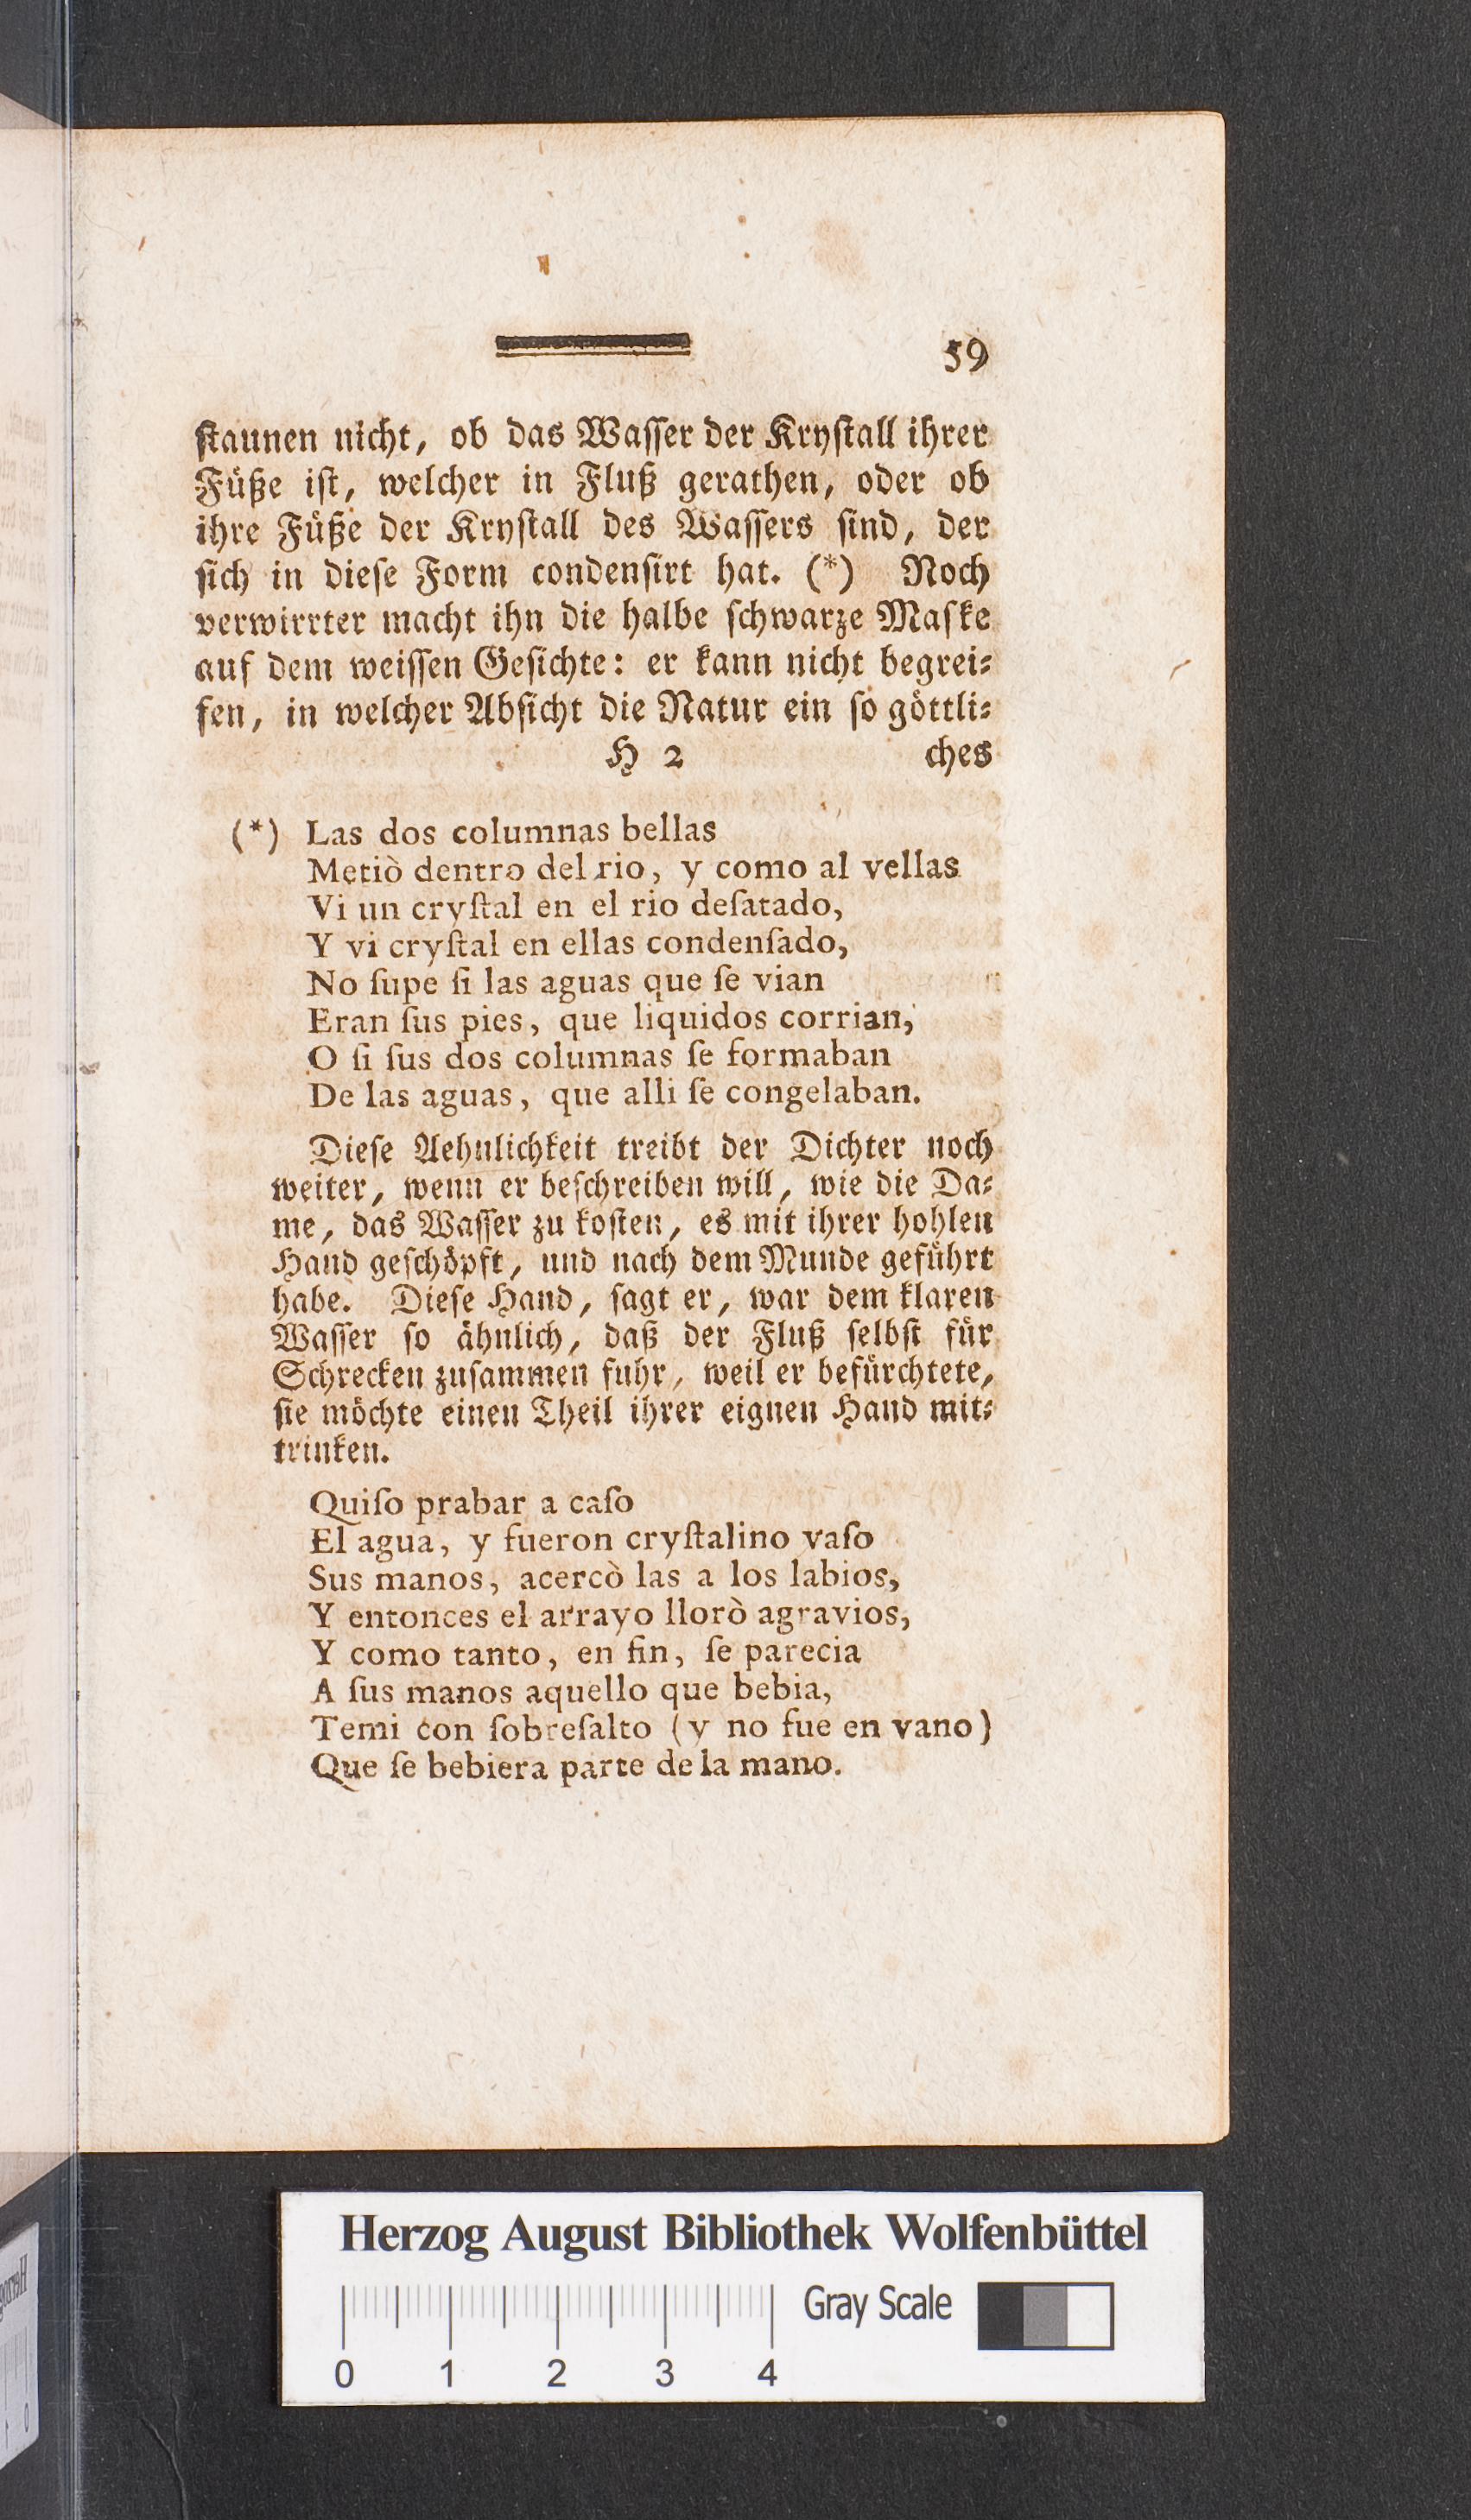 59
ſtaunen nicht, ob das Waſſer der Kryſtall ihrer
Füße iſt, welcher in Fluß gerathen, oder ob
ihre Füße der Kryſtall des Waſſers ſind, der
ſich in dieſe Form condenſirt hat. (*) Noch
verwirrter macht ihn die halbe ſchwarze Maſke
auf dem weiſſen Geſichte: er kann nicht begrei⸗
fen, in welcher Abſicht die Natur ein ſo göttli⸗
H 2 ches
(*) Las dos columnas bellas
Metiò dentro del rio, y como al vellas
Vi un cryſtal en el rio deſatado,
Y vi cryſtal en ellas condenſado,
No ſupe ſi las aguas que ſe vian
Eran ſus pies, que liquidos corrian,
O ſi ſus dos columnas ſe formaban
De las aguas, que alli ſe congelaban.
Dieſe Aehnlichkeit treibt der Dichter noch
weiter, wenn er beſchreiben will, wie die Da⸗
me, das Waſſer zu koſten, es mit ihrer hohlen
Hand geſchöpft, und nach dem Munde geführt
habe. Dieſe Hand, ſagt er, war dem klaren
Waſſer ſo ähnlich, daß der Fluß ſelbſt für
Schrecken zuſammen fuhr, weil er befürchtete,
ſie möchte einen Theil ihrer eignen Hand mit⸗
trinken.
Quiſo prabar a caſo
El agua, y fueron cryſtalino vaſo
Sus manos, acercò las a los labios,
Y entonces el arrayo llorò agravios,
Y como tanto, en fin, ſe parecia
A ſus manos aquello que bebia,
Temi con ſobreſalto (y no fue en vano)
Que ſe bebiera parte de la mano.
Herzog August Bibliothek Wolfenbüttel
Gray Scale
0 1 2 3 4